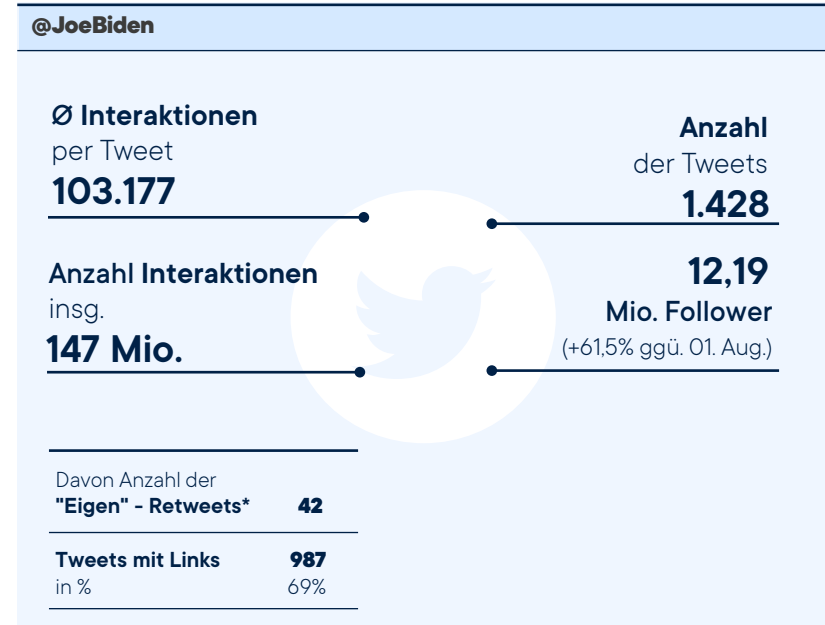 @JoeBiden
Ø Interaktionen
per Tweet
103.177
Anzahl
der Tweets
1.428
Anzahl Interaktionen
insg.
147 Mio.
12,19
Mio. Follower
(+61,5% ggü. 01. Aug.)
Davon Anzahl der
"Eigen" - Retweets* 42
Tweets mit Links 987
in % 69%